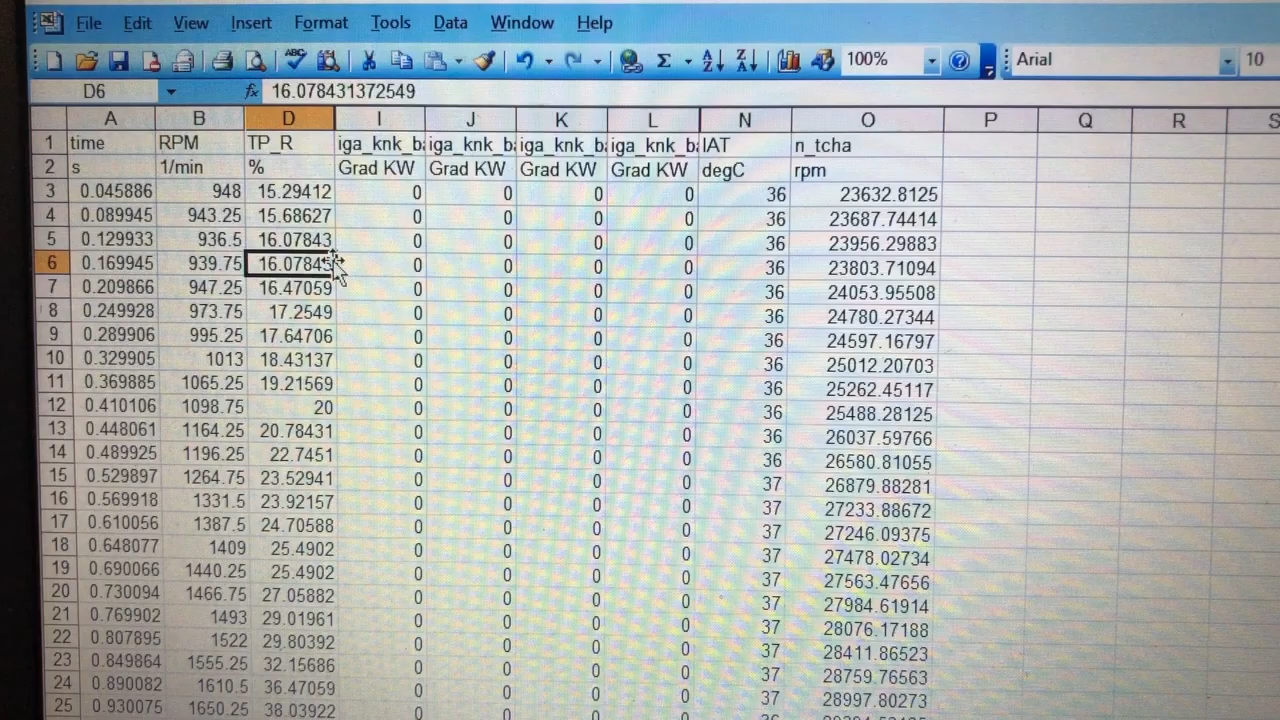 File Edit View Insert Format Tools Data Window Help
ABC Σ A Z Z A 100% ? Arial 10
D6 fx 16.078431372549
A B D I J K L N O P Q R S
1 time RPM TP_R iga_knk_ba iga_knk_ba iga_knk_ba iga_knk_ba IAT n_tcha
2 s 1/min % Grad KW Grad KW Grad KW Grad KW degC rpm
3 0.045886 948 15.29412 0 0 0 0 36 23632.8125
4 0.089945 943.25 15.68627 0 0 0 0 36 23687.74414
5 0.129933 936.5 16.07843 0 0 0 0 36 23956.29883
6 0.169945 939.75 16.07843 0 0 0 0 36 23803.71094
7 0.209866 947.25 16.47059 0 0 0 0 36 24053.95508
8 0.249928 973.75 17.2549 0 0 0 0 36 24780.27344
9 0.289906 995.25 17.64706 0 0 0 0 36 24597.16797
10 0.329905 1013 18.43137 0 0 0 0 36 25012.20703
11 0.369885 1065.25 19.21569 0 0 0 0 36 25262.45117
12 0.410106 1098.75 20 0 0 0 0 36 25488.28125
13 0.448061 1164.25 20.78431 0 0 0 0 36 26037.59766
14 0.489925 1196.25 22.7451 0 0 0 0 36 26580.81055
15 0.529897 1264.75 23.52941 0 0 0 0 37 26879.88281
16 0.569918 1331.5 23.92157 0 0 0 0 37 27233.88672
17 0.610056 1387.5 24.70588 0 0 0 0 37 27246.09375
18 0.648077 1409 25.4902 0 0 0 0 37 27478.02734
19 0.690066 1440.25 25.4902 0 0 0 0 37 27563.47656
20 0.730094 1466.75 27.05882 0 0 0 0 37 27984.61914
21 0.769902 1493 29.01961 0 0 0 0 37 28076.17188
22 0.807895 1522 29.80392 0 0 0 0 37 28411.86523
23 0.849864 1555.25 32.15686 0 0 0 0 37 28759.76563
24 0.890082 1610.5 36.47059 0 0 0 0 37 28997.80273
25 0.930075 1650.25 38.03922 0 0 0 0